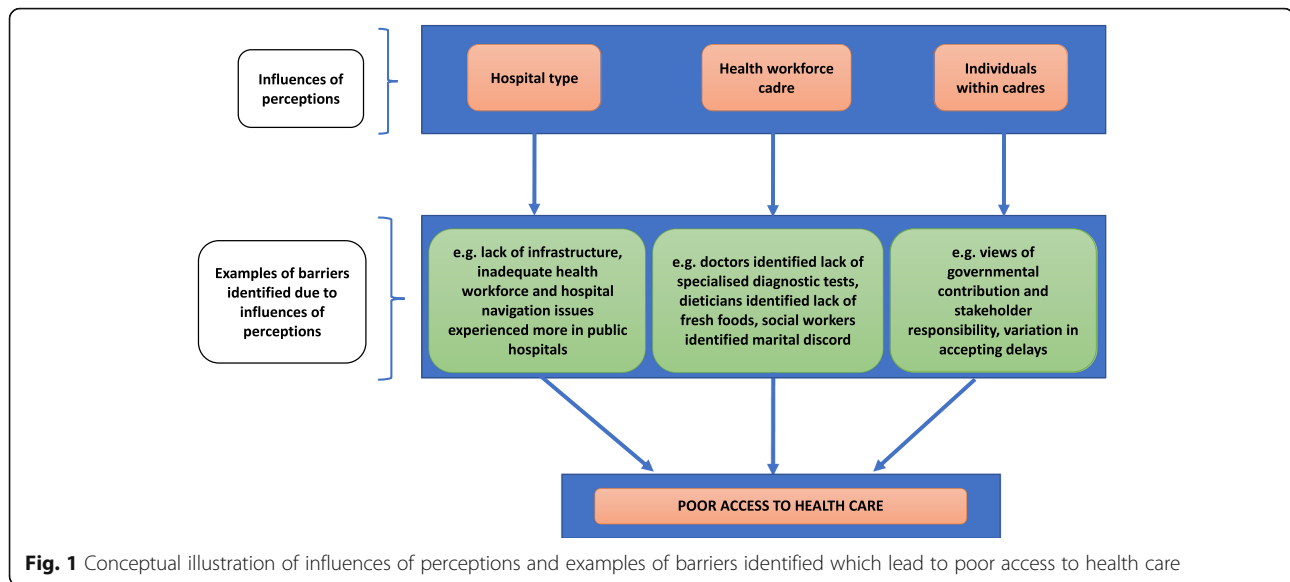 Influences of
perceptions
Hospital type
Health workforce
cadre
Individuals
within cadres
Examples of barriers
identified due to
influences of
perceptions
e.g. lack of infrastructure,
inadequate health
workforce and hospital
navigation issues
experienced more in public
hospitals
e.g. doctors identified lack of
specialised diagnostic tests,
dieticians identified lack of
fresh foods, social workers
identified marital discord
e.g. views of
governmental
contribution and
stakeholder
responsibility, variation in
accepting delays
POOR ACCESS TO HEALTH CARE
Fig. 1 Conceptual illustration of influences of perceptions and examples of barriers identified which lead to poor access to health care